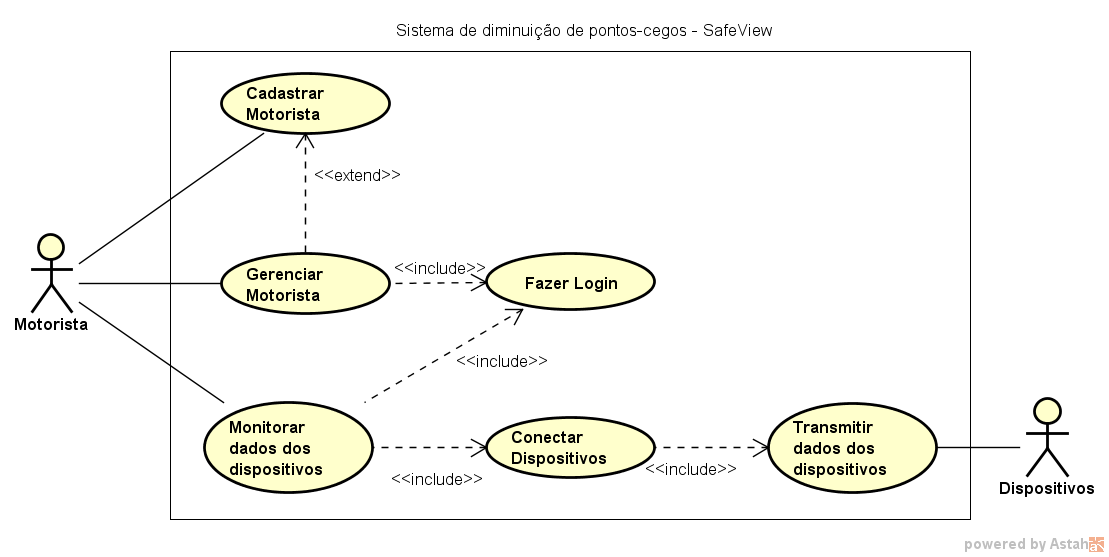 Sistema de diminuição de pontos-cegos - SafeView
Cadastrar
Motorista
<<extend>>
Gerenciar
Motorista
<<include>>
Fazer Login
Motorista
<<include>>
Monitorar
dados dos
dispositivos
<<include>>
Conectar
Dispositivos
<<include>>
Transmitir
dados dos
dispositivos
Dispositivos
powered by Astah